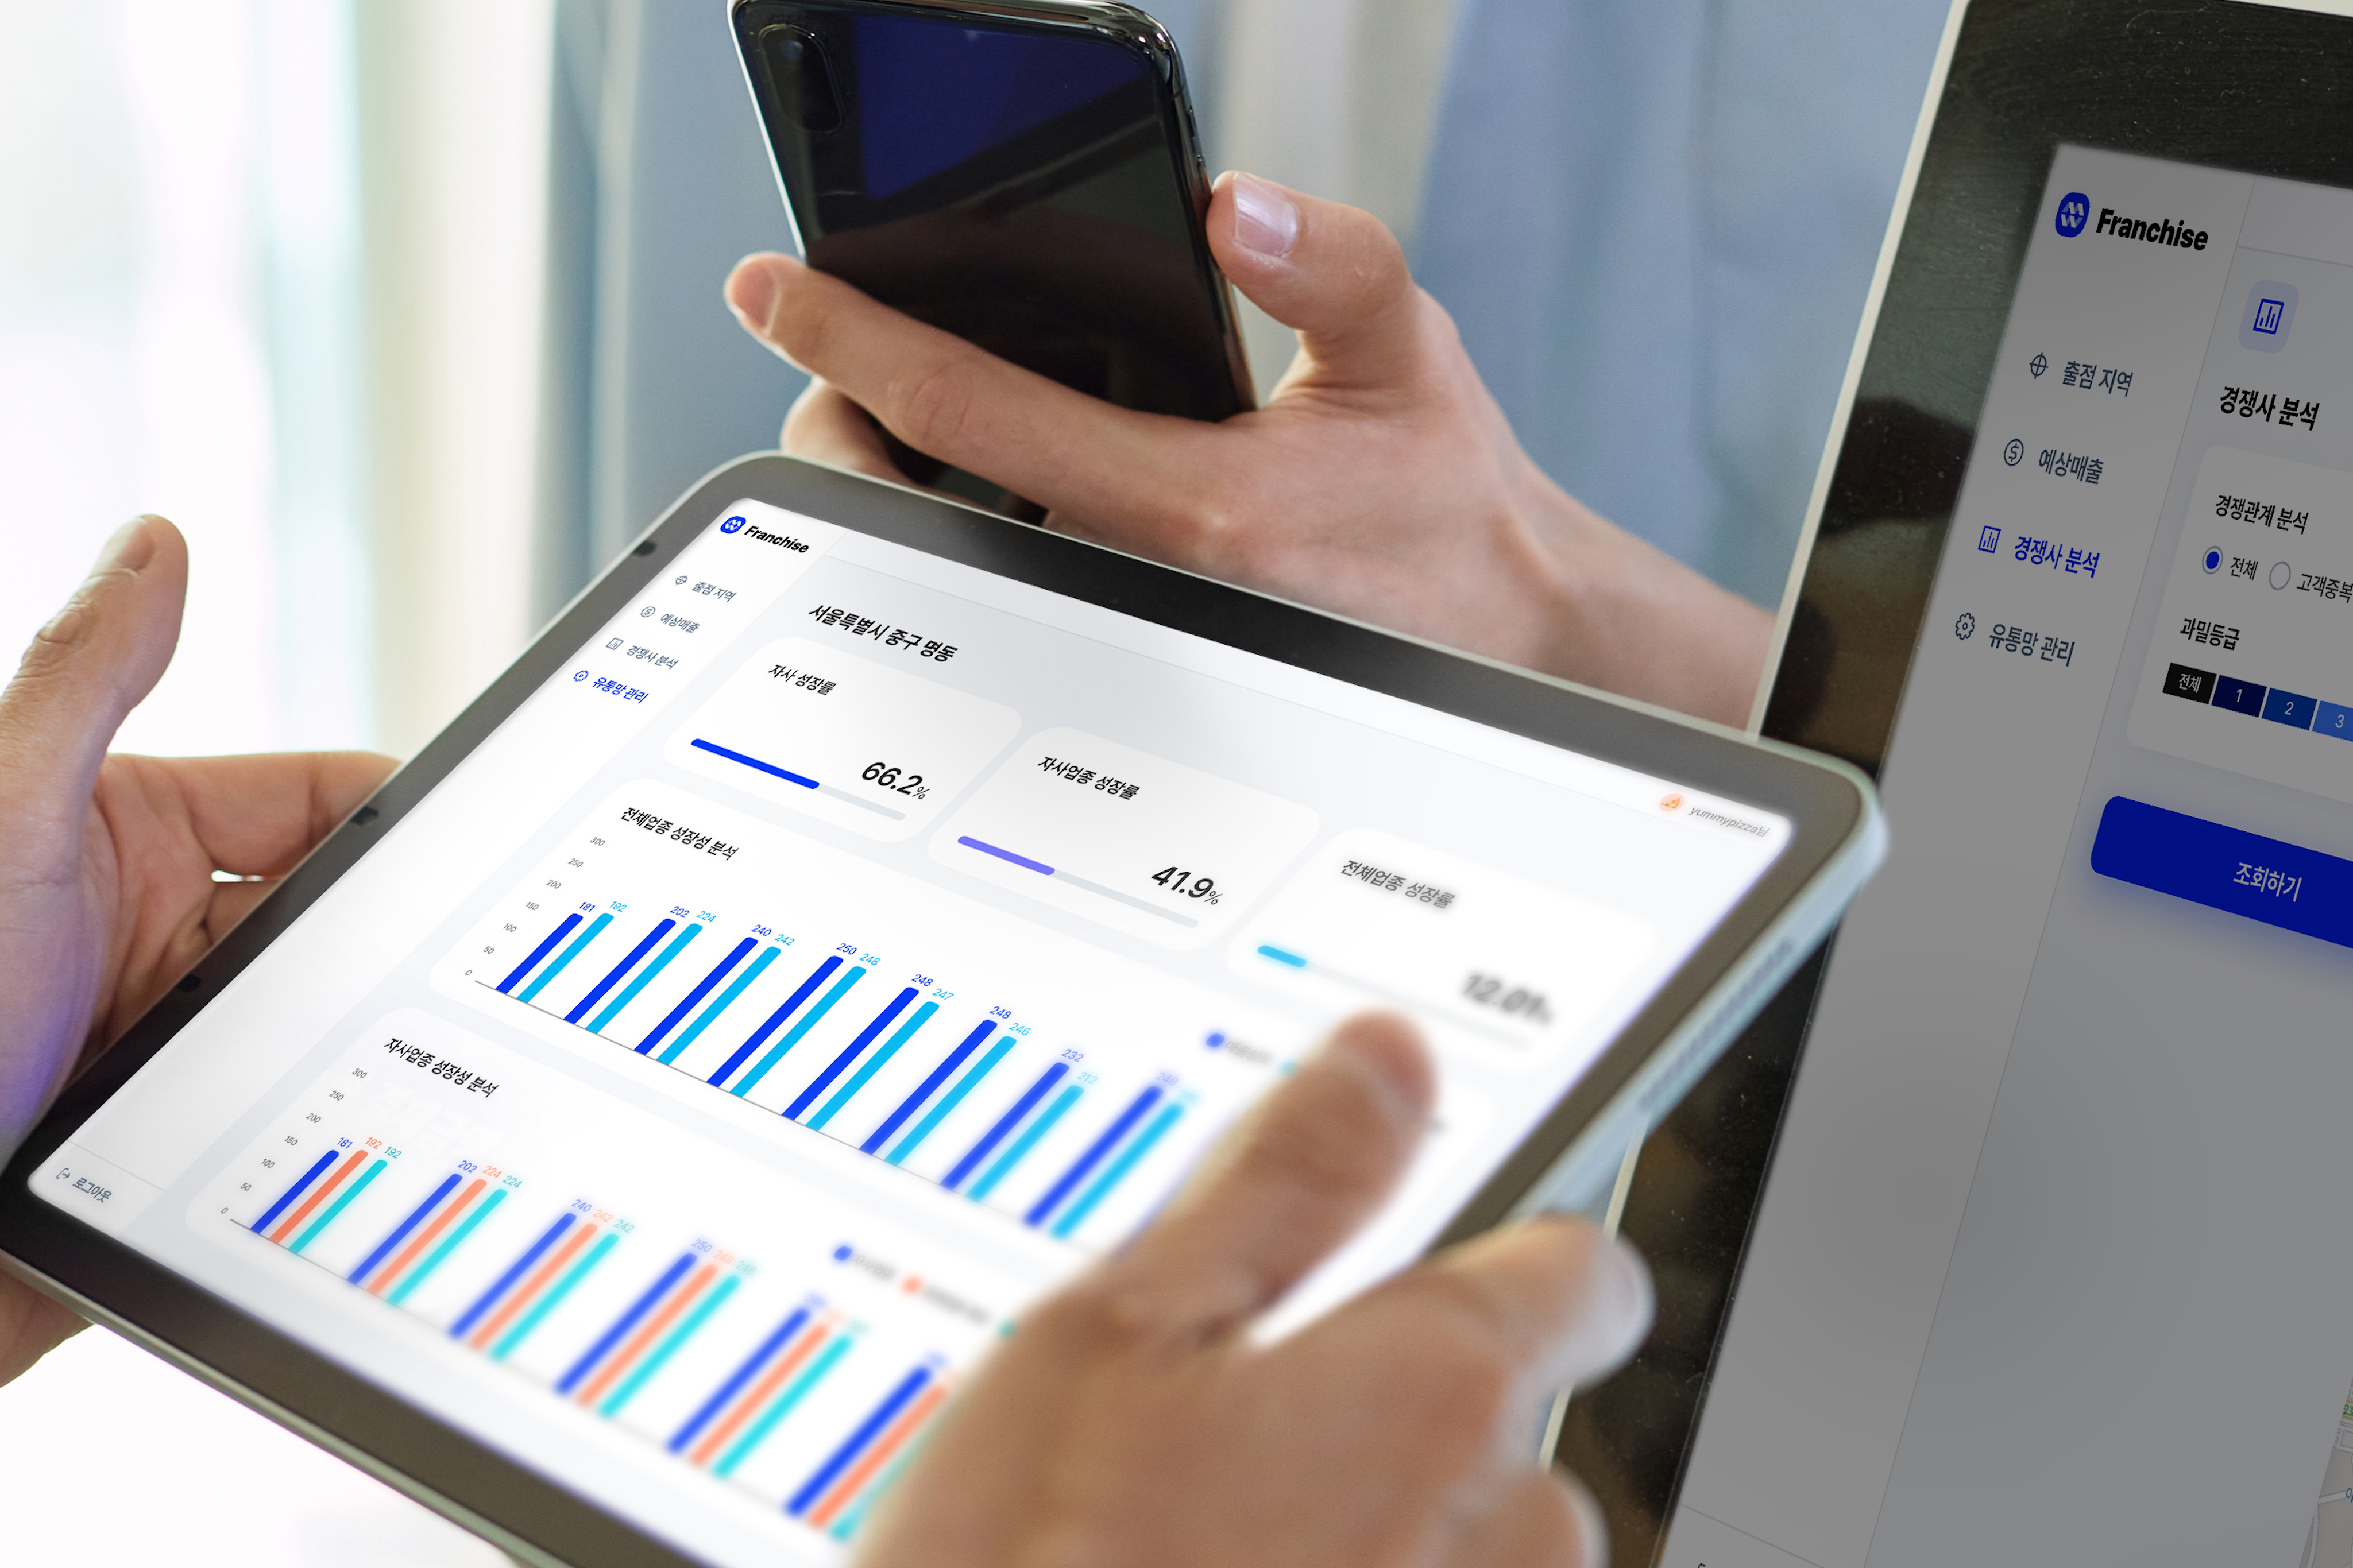 Franchise
출점 지역
예상매출
경쟁사 분석
유통망 관리
로그아웃
yummypizza님
서울특별시 중구 명동
자사 성장률
66.2%
자사업종 성장률
41.9%
전체업종 성장률
12.01%
전체업종 성장성 분석
300
250
200
150
100
50
0
181 192
202 224
240 242
250 248
248 247
248 246
232 212
248
자사업종 성장성 분석
300
250
200
150
100
50
0
181 192 192
202 224 224
240 242 242
250 248 248
Franchise
출점 지역
예상매출
경쟁사 분석
유통망 관리
경쟁사 분석
경쟁관계 분석
전체 고객중복
과밀등급
전체 1 2 3
조회하기